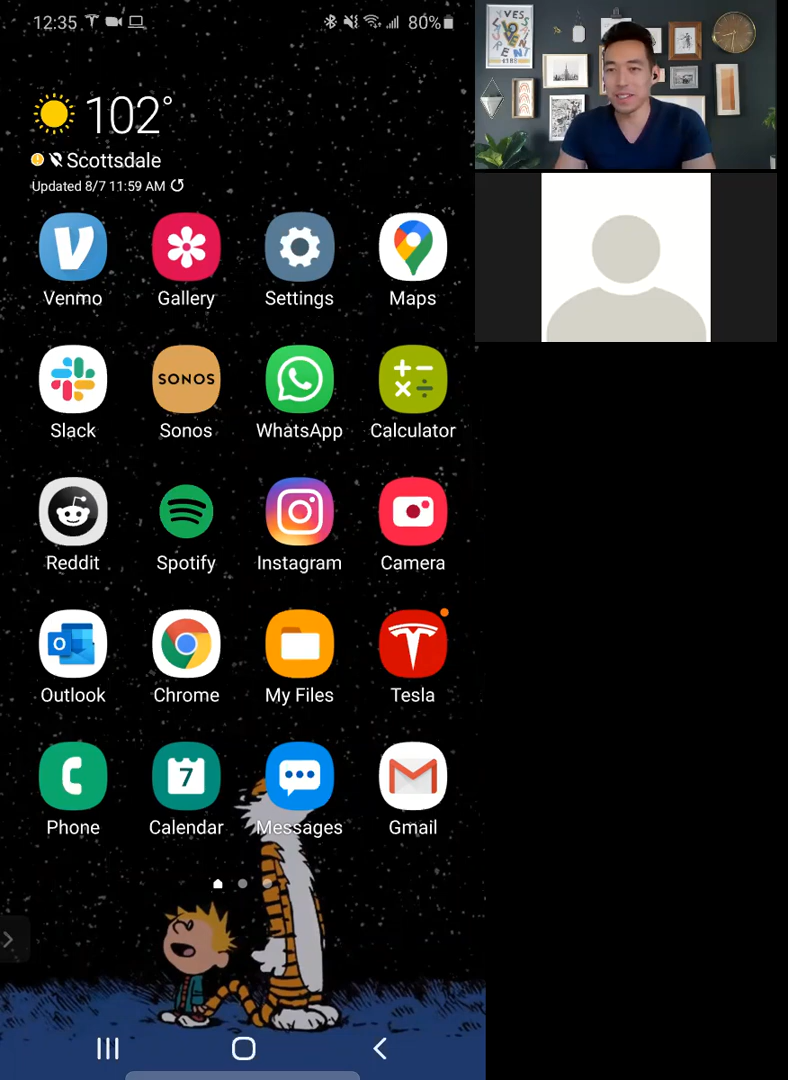 12:35
80%
102°
Scottsdale
Updated 8/7 11:59 AM
Venmo
Gallery
Settings
Maps
SONOS
Slack
Sonos
WhatsApp
Calculator
Reddit
Spotify
Instagram
Camera
Outlook
Chrome
My Files
Tesla
7
Phone
Calendar
Messages
Gmail
YVES